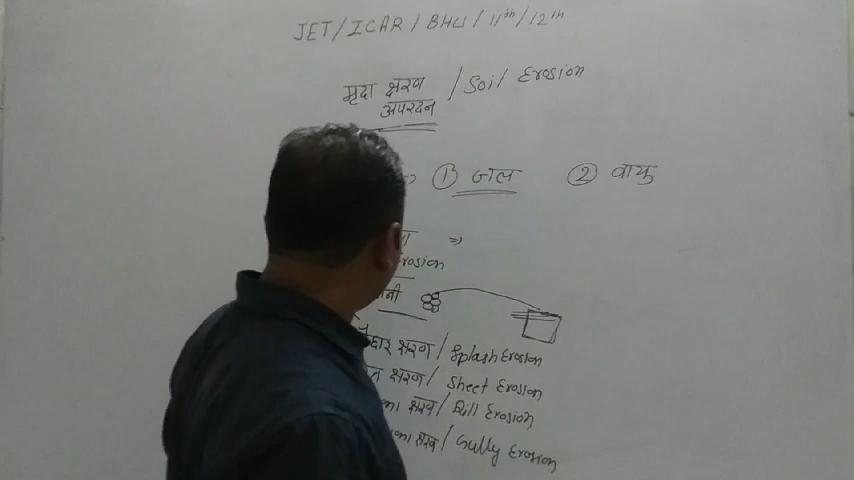 JET/ICAR/BHU/11th/12th
मृदा क्षरण / Soil Erosion
अपरदन
① जल ② वायु
⇒
Erosion
क्षरण / Splash Erosion
क्षरण / Sheet Erosion
क्षरण / Rill Erosion
क्षरण / Gully Erosion